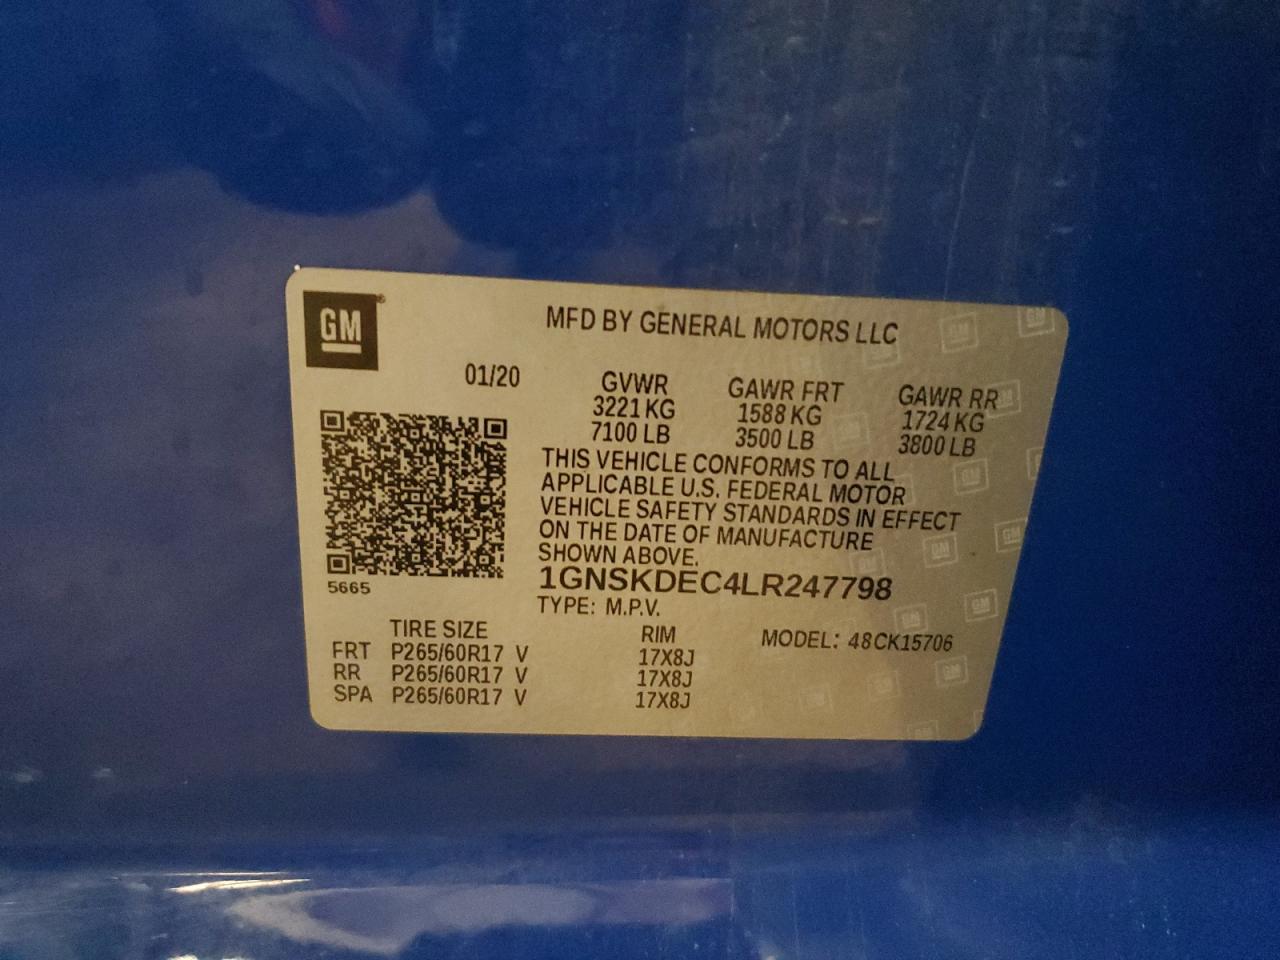 GM
MFD BY GENERAL MOTORS LLC
01/20
GVWR GAWR FRT GAWR RR
3221 KG 1588 KG 1724 KG
7100 LB 3500 LB 3800 LB
THIS VEHICLE CONFORMS TO ALL
APPLICABLE U.S. FEDERAL MOTOR
VEHICLE SAFETY STANDARDS IN EFFECT
ON THE DATE OF MANUFACTURE
SHOWN ABOVE.
5665
1GNSKDEC4LR247798
TYPE: M.P.V.
TIRE SIZE RIM MODEL: 48CK15706
FRT P265/60R17 V 17X8J
RR P265/60R17 V 17X8J
SPA P265/60R17 V 17X8J